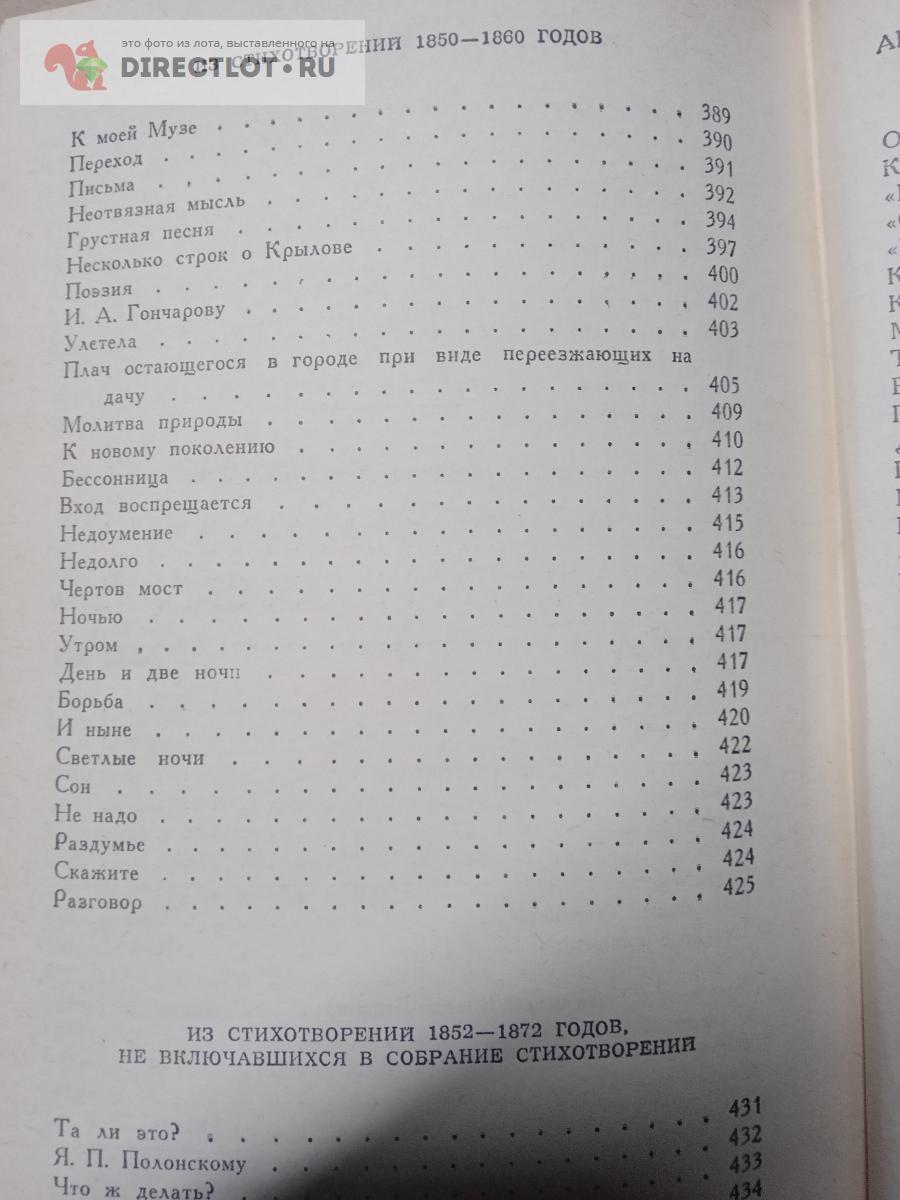 это фото из лота, выставленного на
DIRECTLOT.RU
ИЗ СТИХОТВОРЕНИЙ 1850—1860 ГОДОВ
К моей Музе . . . . . . . . . . . . . . . . . . 389
Переход . . . . . . . . . . . . . . . . . . . . 390
Письма . . . . . . . . . . . . . . . . . . . . 391
Неотвязная мысль . . . . . . . . . . . . . . . . 392
Грустная песня . . . . . . . . . . . . . . . . . 394
Несколько строк о Крылове . . . . . . . . . . . . 397
Поэзия . . . . . . . . . . . . . . . . . . . . 400
И. А. Гончарову . . . . . . . . . . . . . . . . . 402
Улетела . . . . . . . . . . . . . . . . . . . . 403
Плач остающегося в городе при виде переезжающих на
дачу . . . . . . . . . . . . . . . . . . . . . 405
Молитва природы . . . . . . . . . . . . . . . . 409
К новому поколению . . . . . . . . . . . . . . . 410
Бессонница . . . . . . . . . . . . . . . . . . . 412
Вход воспрещается . . . . . . . . . . . . . . . 413
Недоумение . . . . . . . . . . . . . . . . . . 415
Недолго . . . . . . . . . . . . . . . . . . . . 416
Чертов мост . . . . . . . . . . . . . . . . . . 416
Ночью . . . . . . . . . . . . . . . . . . . . 417
Утром . . . . . . . . . . . . . . . . . . . . 417
День и две ночи . . . . . . . . . . . . . . . . 417
Борьба . . . . . . . . . . . . . . . . . . . . 419
И ныне . . . . . . . . . . . . . . . . . . . . 420
Светлые ночи . . . . . . . . . . . . . . . . . 422
Сон . . . . . . . . . . . . . . . . . . . . . 423
Не надо . . . . . . . . . . . . . . . . . . . . 423
Раздумье . . . . . . . . . . . . . . . . . . . 424
Скажите . . . . . . . . . . . . . . . . . . . . 424
Разговор . . . . . . . . . . . . . . . . . . . 425
ИЗ СТИХОТВОРЕНИЙ 1852—1872 ГОДОВ,
НЕ ВКЛЮЧАВШИХСЯ В СОБРАНИЕ СТИХОТВОРЕНИЙ
Та ли это? . . . . . . . . . . . . . . . . . . 431
Я. П. Полонскому . . . . . . . . . . . . . . . . 432
Что ж делать? . . . . . . . . . . . . . . . . . 433
434